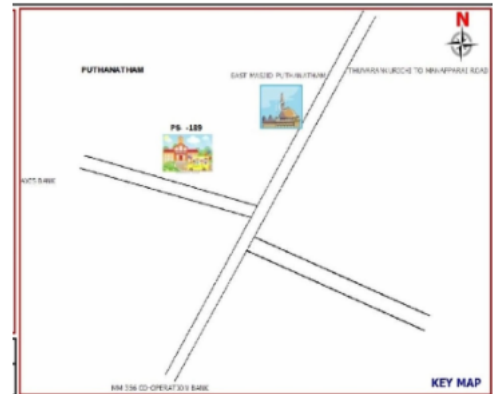 N
PUTHANATHAM
EAST MASJID PUTHANATHAM
THUVARANKURICHI TO MANAPPARAI ROAD
PS- -189
KEY MAP